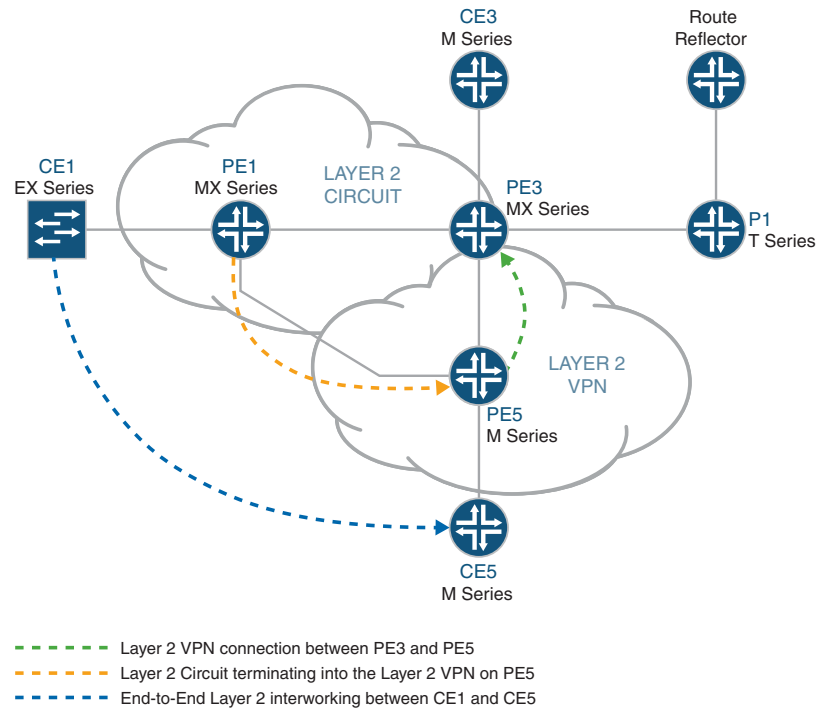 CE3
M Series
Route
Reflector
CE1
EX Series
PE1
MX Series
LAYER 2
CIRCUIT
PE3
MX Series
P1
T Series
LAYER 2
VPN
PE5
M Series
CE5
M Series
Layer 2 VPN connection between PE3 and PE5
Layer 2 Circuit terminating into the Layer 2 VPN on PE5
End-to-End Layer 2 interworking between CE1 and CE5